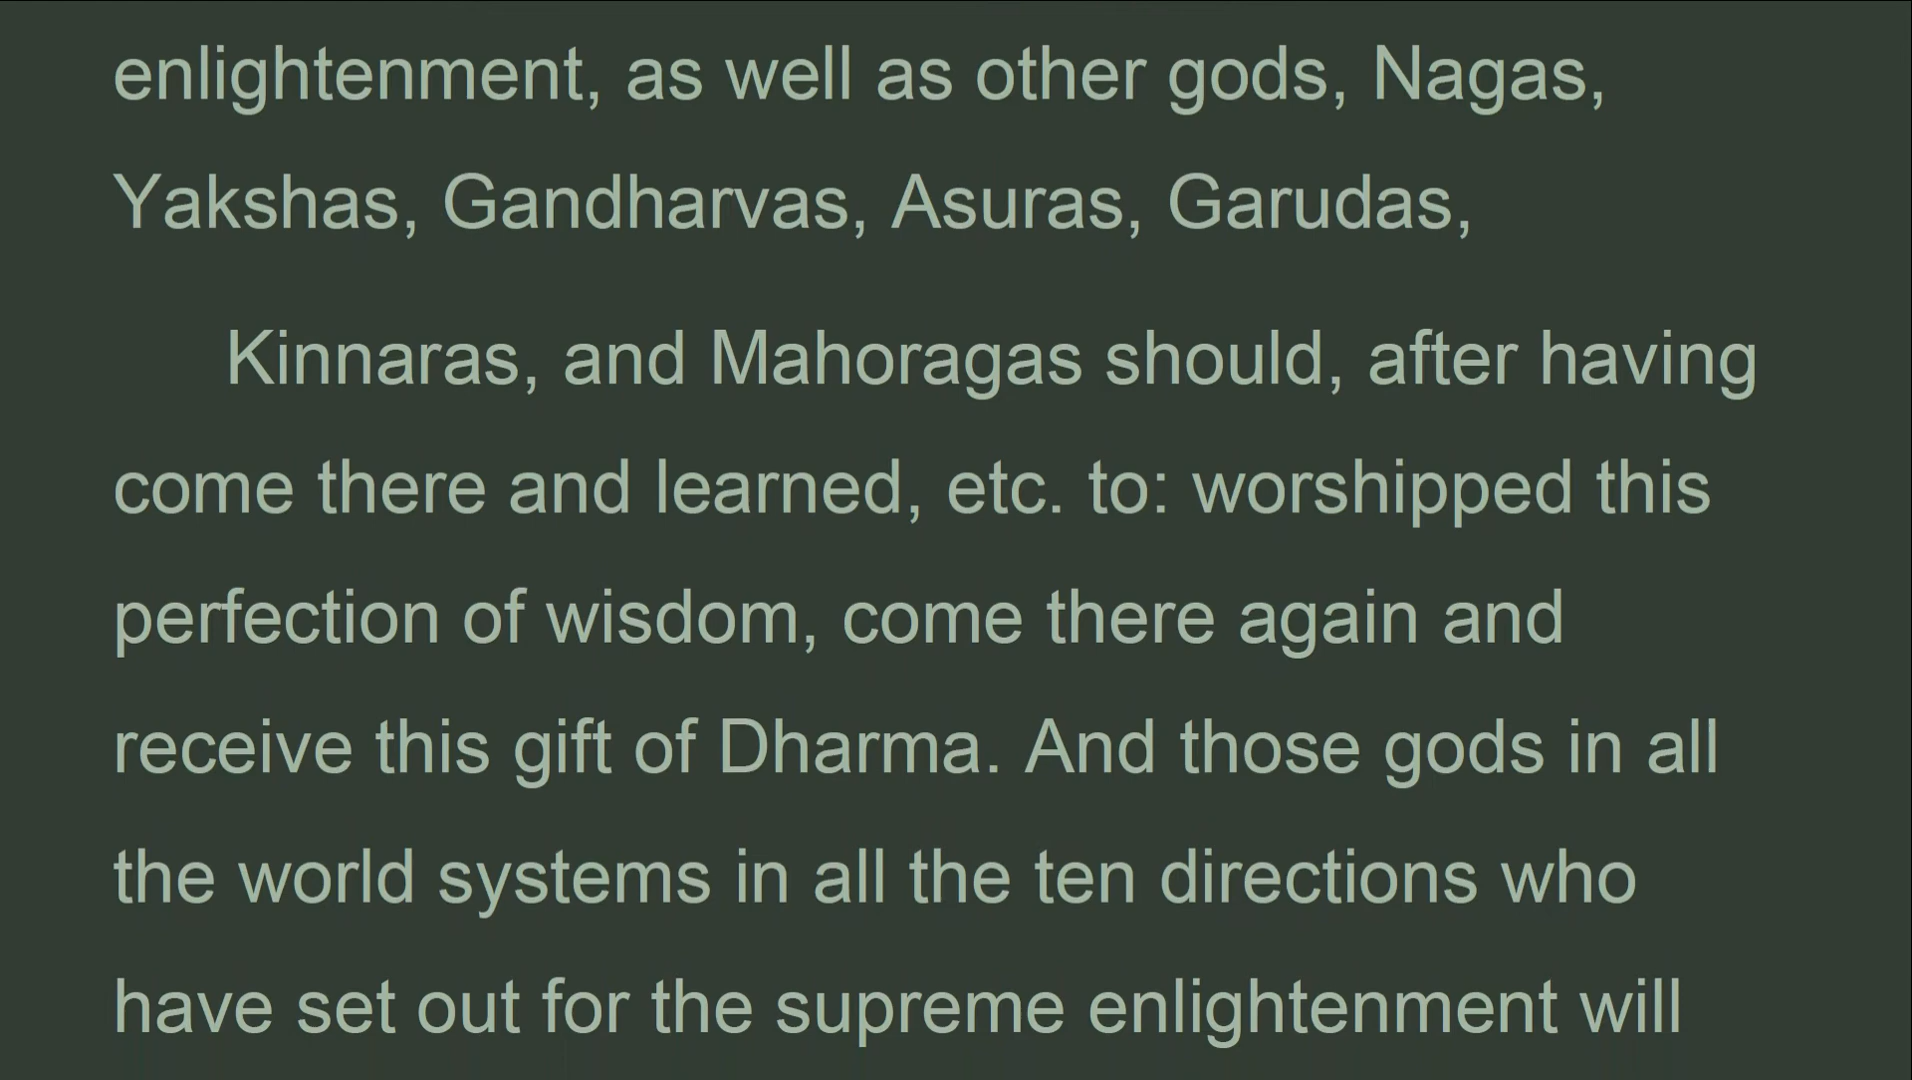 enlightenment, as well as other gods, Nagas,
Yakshas, Gandharvas, Asuras, Garudas,
Kinnaras, and Mahoragas should, after having
come there and learned, etc. to: worshipped this
perfection of wisdom, come there again and
receive this gift of Dharma. And those gods in all
the world systems in all the ten directions who
have set out for the supreme enlightenment will